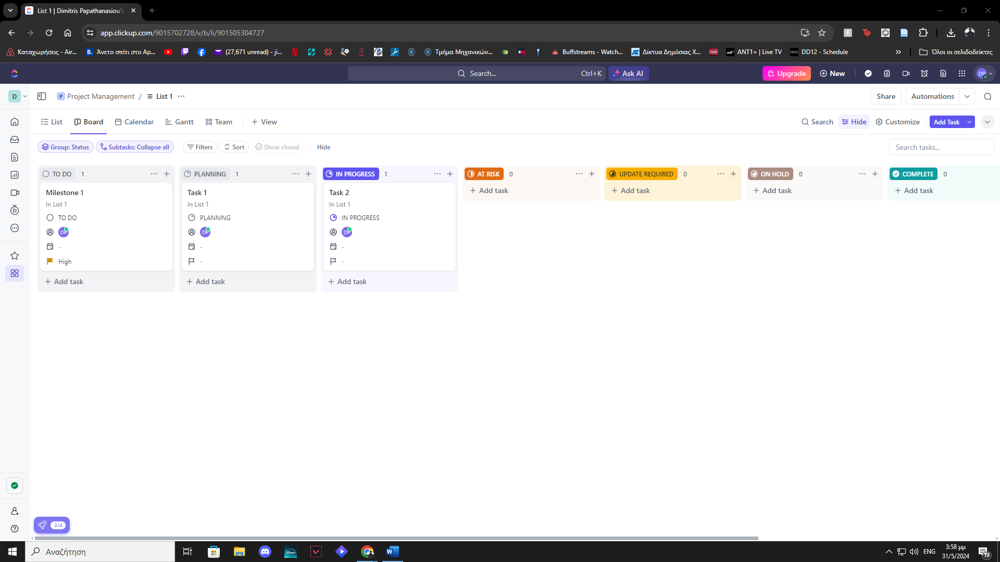 List 1 | Dimitris Papathanasiou's
app.clickup.com/9015702728/v/b/li/901505304727
Tp
Καταχωρήσεις - Air...
B. Άνετο σπίτι στο Αρ...
(27,671 unread) - ji...
Τμήμα Μηχανικών...
Buffstreams - Watch...
Δίκτυα Δημόσιας Χ...
ANT1+ | Live TV
DD12 - Schedule
Όλοι οι σελιδοδείκτες
Search...
Ctrl+K
Ask AI
Upgrade
New
DP
D
P Project Management / List 1
Share
Automations
List
Board
Calendar
Gantt
Team
View
Search
Hide
Customize
Add Task
Group: Status
Subtasks: Collapse all
Filters
Sort
Show closed
Hide
Search tasks...
TO DO 1
PLANNING 1
IN PROGRESS 1
AT RISK 0
UPDATE REQUIRED 0
ON HOLD 0
COMPLETE 0
Milestone 1
In List 1
TO DO
DP
-
High
+ Add task
Task 1
In List 1
PLANNING
DP
-
-
+ Add task
Task 2
In List 1
IN PROGRESS
DP
-
-
+ Add task
+ Add task
+ Add task
+ Add task
+ Add task
3/4
Αναζήτηση
Disney+
ENG
3:58 μμ
31/5/2024
19